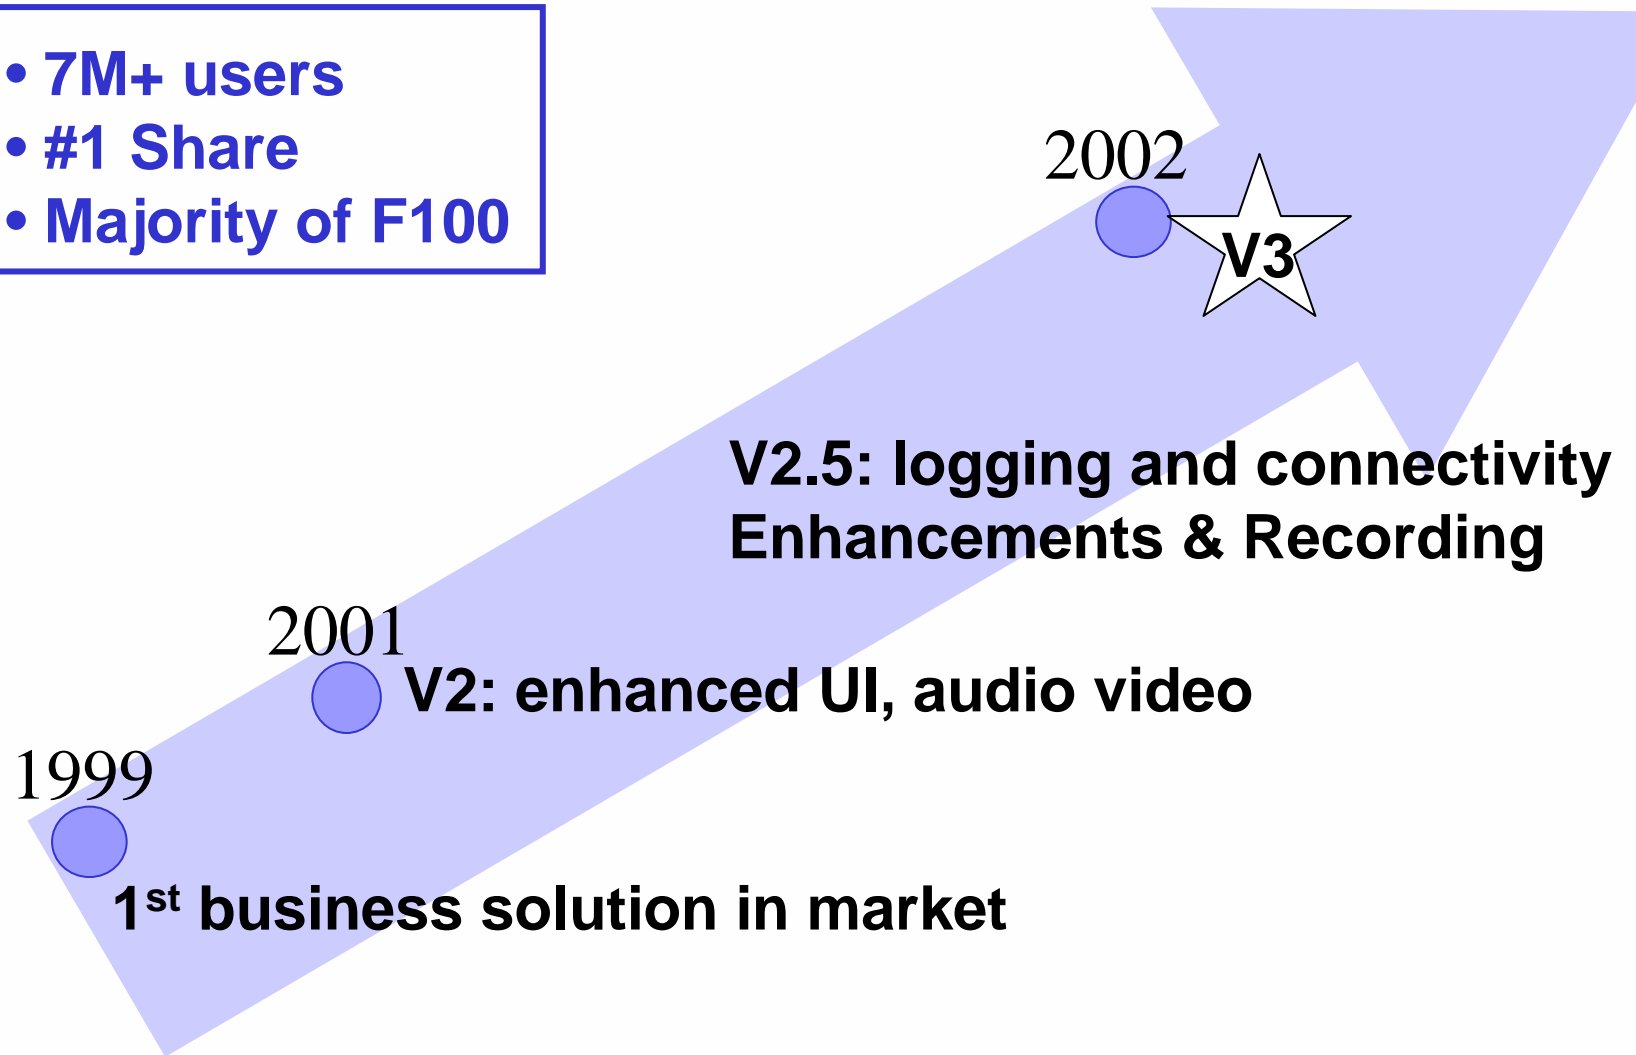 • 7M+ users
• #1 Share
• Majority of F100
2002
V3
V2.5: logging and connectivity
Enhancements & Recording
2001
V2: enhanced UI, audio video
1999
1st business solution in market